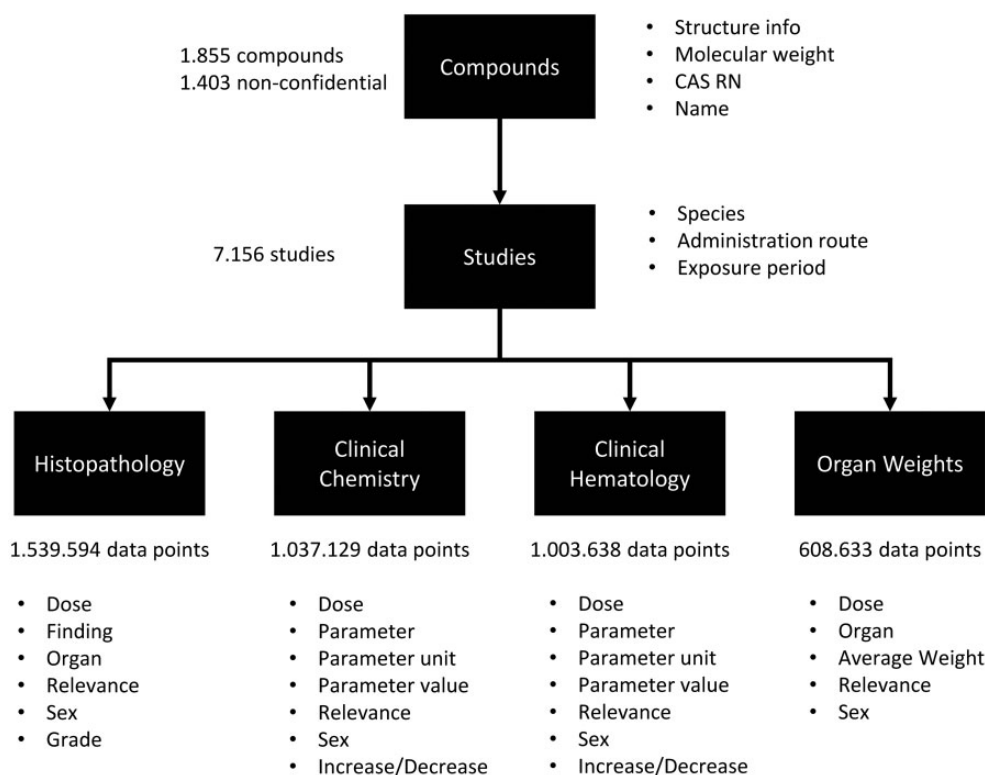 1.855 compounds
1.403 non-confidential
Compounds
• Structure info
• Molecular weight
• CAS RN
• Name
7.156 studies
Studies
• Species
• Administration route
• Exposure period
Histopathology
1.539.594 data points
• Dose
• Finding
• Organ
• Relevance
• Sex
• Grade
Clinical
Chemistry
1.037.129 data points
• Dose
• Parameter
• Parameter unit
• Parameter value
• Relevance
• Sex
• Increase/Decrease
Clinical
Hematology
1.003.638 data points
• Dose
• Parameter
• Parameter unit
• Parameter value
• Relevance
• Sex
• Increase/Decrease
Organ Weights
608.633 data points
• Dose
• Organ
• Average Weight
• Relevance
• Sex